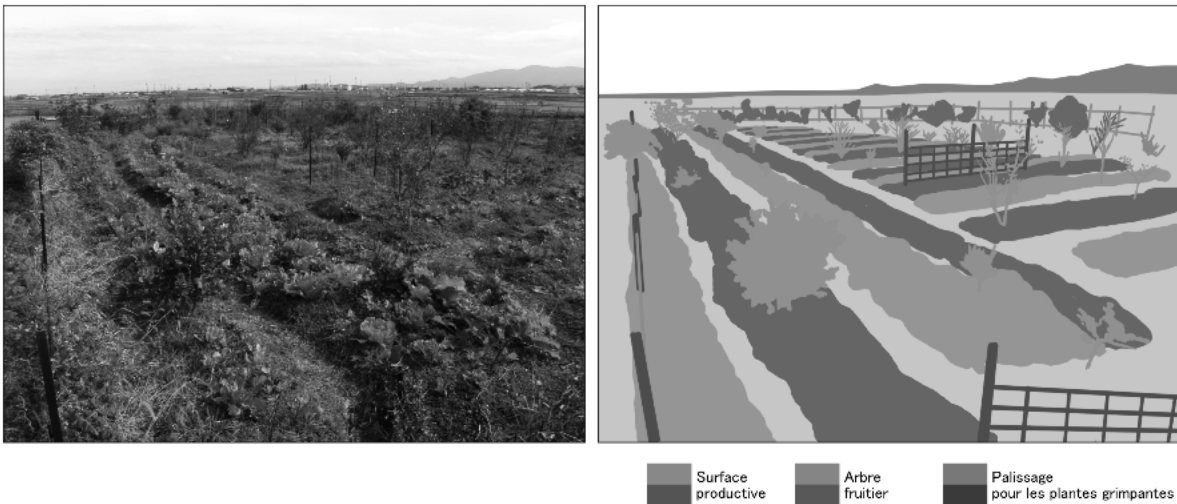 Surface
productive
Arbre
fruitier
Palissage
pour les plantes grimpantes